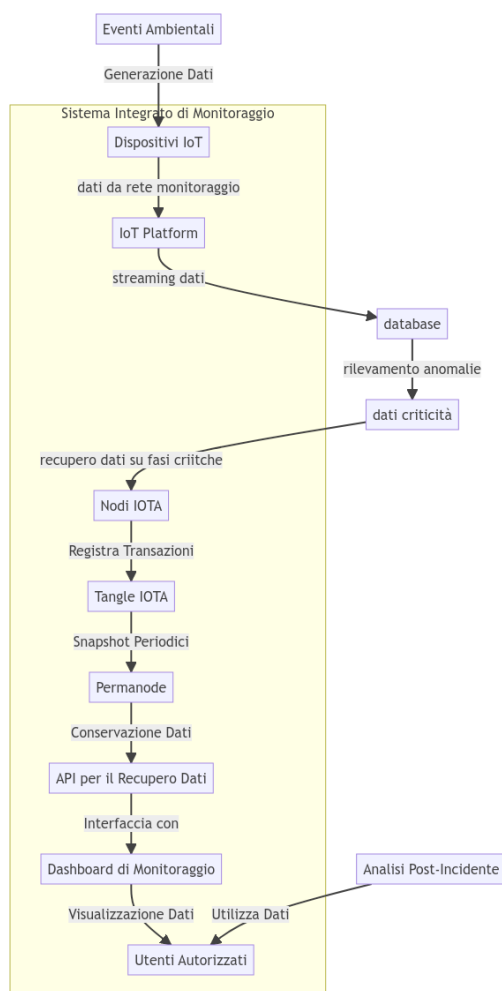 Eventi Ambientali
Generazione Dati
Sistema Integrato di Monitoraggio
Dispositivi IoT
dati da rete monitoraggio
IoT Platform
streaming dati
database
rilevamento anomalie
dati criticità
recupero dati su fasi criitche
Nodi IOTA
Registra Transazioni
Tangle IOTA
Snapshot Periodici
Permanode
Conservazione Dati
API per il Recupero Dati
Interfaccia con
Dashboard di Monitoraggio
Analisi Post-Incidente
Visualizzazione Dati
Utilizza Dati
Utenti Autorizzati